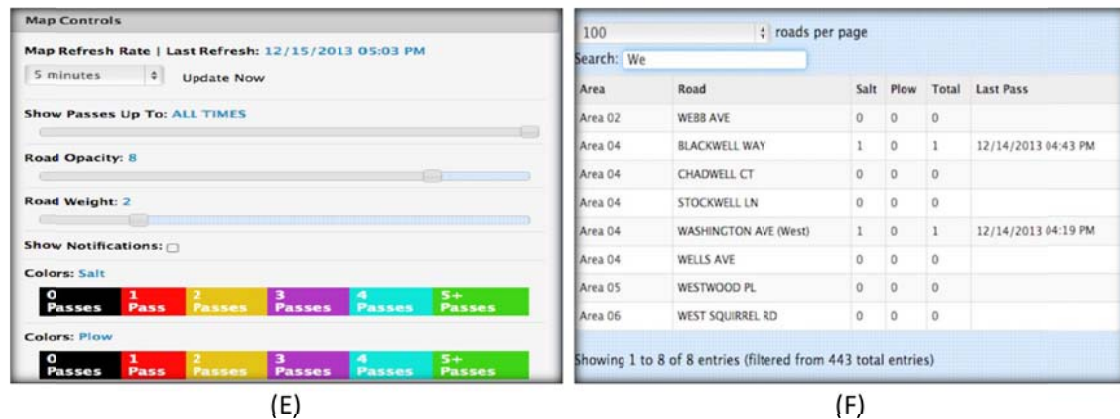 Map Controls
Map Refresh Rate | Last Refresh: 12/15/2013 05:03 PM
5 minutes Update Now
Show Passes Up To: ALL TIMES
Road Opacity: 8
Road Weight: 2
Show Notifications:
Colors: Salt
0 Passes 1 Pass 2 Passes 3 Passes 4 Passes 5+ Passes
Colors: Plow
0 Passes 1 Pass 2 Passes 3 Passes 4 Passes 5+ Passes
(E)
100 roads per page
Search: We
Area Road Salt Plow Total Last Pass
Area 02 WEBB AVE 0 0 0
Area 04 BLACKWELL WAY 1 0 1 12/14/2013 04:43 PM
Area 04 CHADWELL CT 0 0 0
Area 04 STOCKWELL LN 0 0 0
Area 04 WASHINGTON AVE (West) 1 0 1 12/14/2013 04:19 PM
Area 04 WELLS AVE 0 0 0
Area 05 WESTWOOD PL 0 0 0
Area 06 WEST SQUIRREL RD 0 0 0
Showing 1 to 8 of 8 entries (filtered from 443 total entries)
(F)